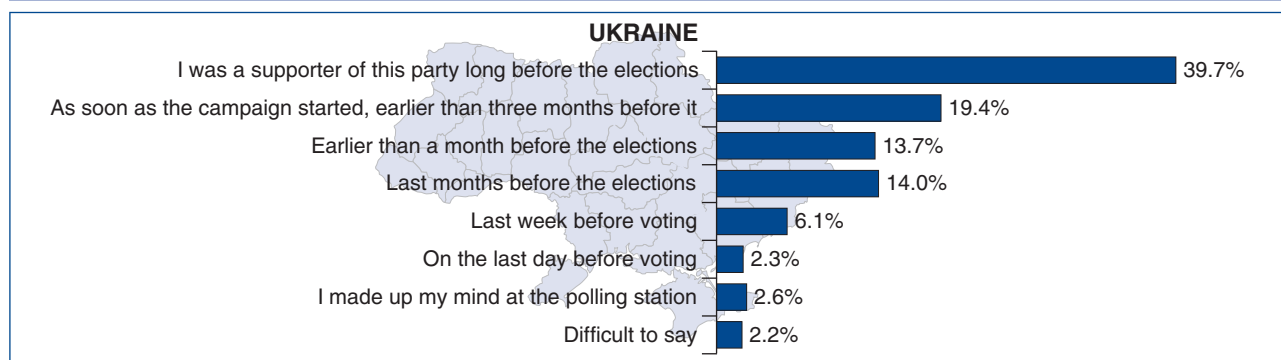 UKRAINE
I was a supporter of this party long before the elections 39.7%
As soon as the campaign started, earlier than three months before it 19.4%
Earlier than a month before the elections 13.7%
Last months before the elections 14.0%
Last week before voting 6.1%
On the last day before voting 2.3%
I made up my mind at the polling station 2.6%
Difficult to say 2.2%